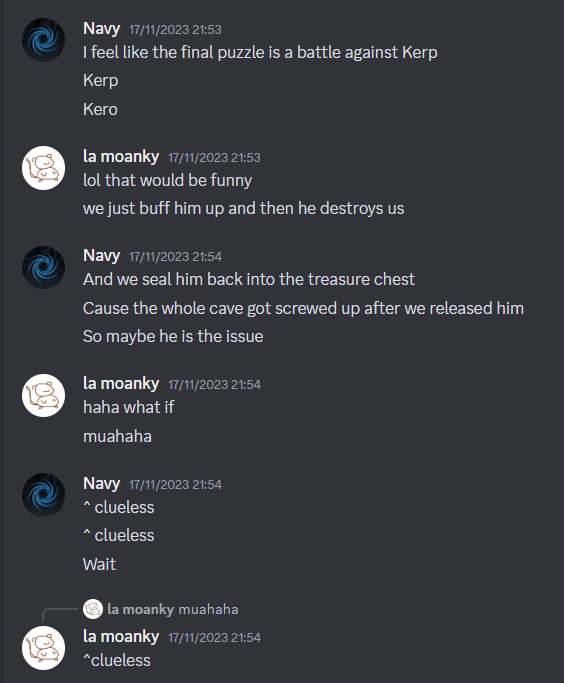 Navy 17/11/2023 21:53
I feel like the final puzzle is a battle against Kerp
Kerp
Kero
la moanky 17/11/2023 21:53
lol that would be funny
we just buff him up and then he destroys us
Navy 17/11/2023 21:54
And we seal him back into the treasure chest
Cause the whole cave got screwed up after we released him
So maybe he is the issue
la moanky 17/11/2023 21:54
haha what if
muahaha
Navy 17/11/2023 21:54
^ clueless
^ clueless
Wait
la moanky muahaha
la moanky 17/11/2023 21:54
^clueless